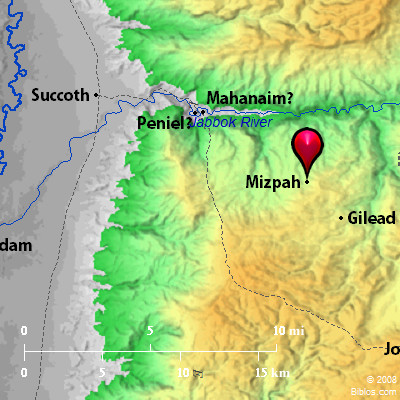 Succoth
Mahanaim?
Peniel?
Jabbok River
Mizpah
Gilead
dam
0 5 10 mi
Jo
0 5 10 15 km
© 2008
Biblos.com